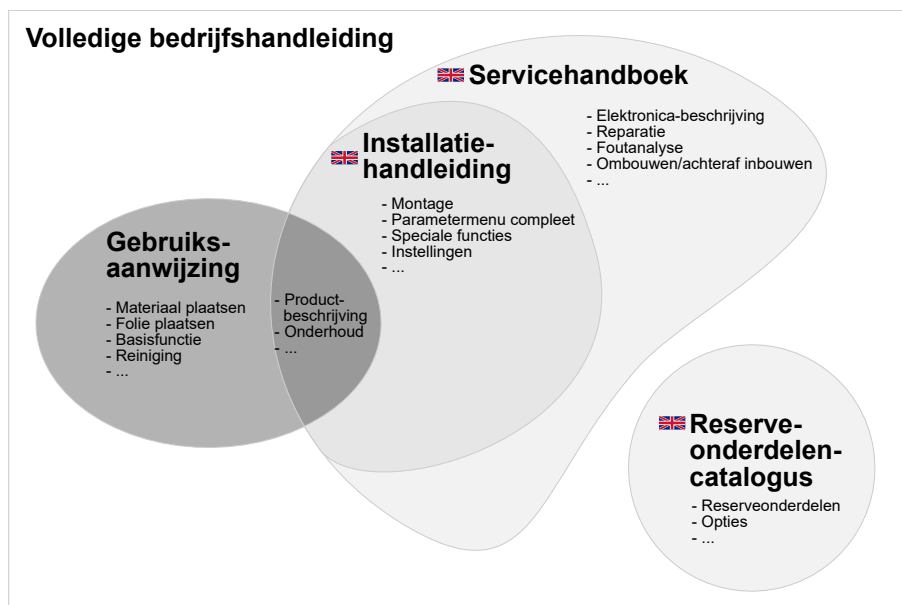 Volledige bedrijfshandleiding
Servicehandboek
- Elektronica-beschrijving
- Reparatie
- Foutanalyse
- Ombouwen/achteraf inbouwen
- ...
Installatie-
handleiding
- Montage
- Parametermenu compleet
- Speciale functies
- Instellingen
- ...
Gebruiks-
aanwijzing
- Materiaal plaatsen
- Folie plaatsen
- Basisfunctie
- Reiniging
- ...
- Product-
beschrijving
- Onderhoud
- ...
Reserve-
onderdelen-
catalogus
- Reserveonderdelen
- Opties
- ...